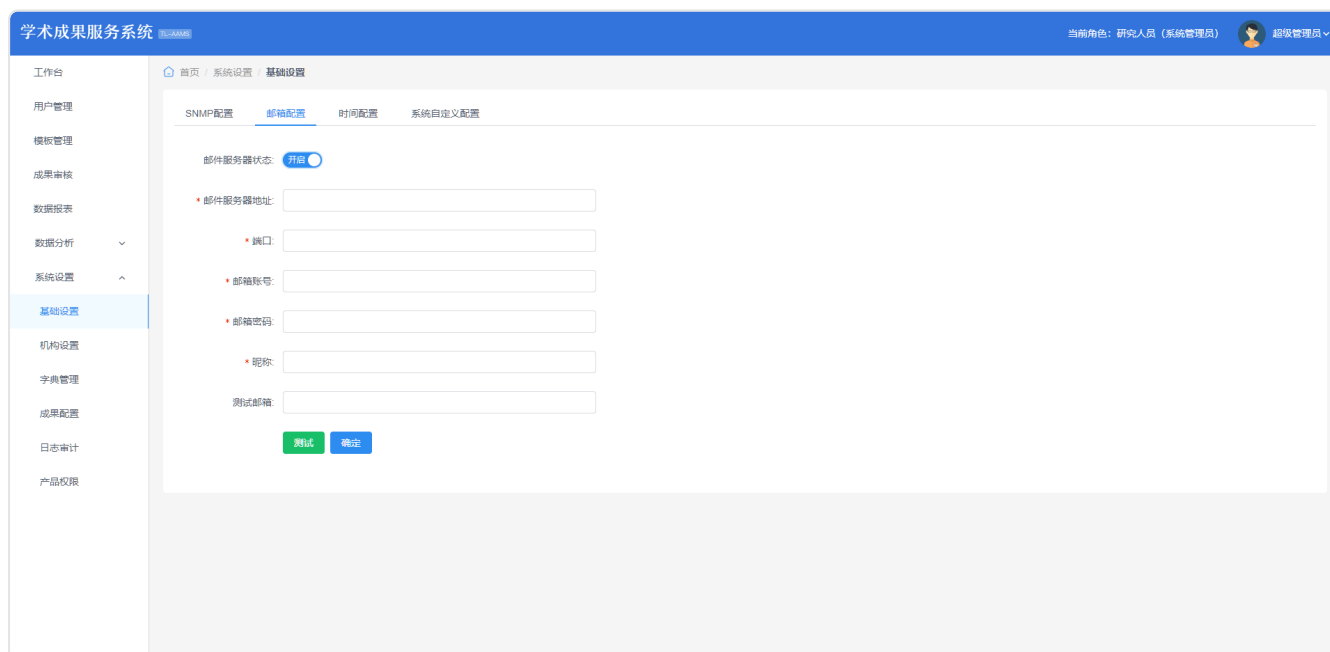 学术成果服务系统 TL-AAMS
当前角色：研究人员（系统管理员）
超级管理员
工作台
用户管理
模板管理
成果审核
数据报表
数据分析
系统设置
基础设置
机构设置
字典管理
成果配置
日志审计
产品权限
首页 / 系统设置 / 基础设置
SNMP配置 邮箱配置 时间配置 系统自定义配置
邮件服务器状态: 开启
* 邮件服务器地址:
* 端口:
* 邮箱账号:
* 邮箱密码:
* 昵称:
测试邮箱:
测试 确定